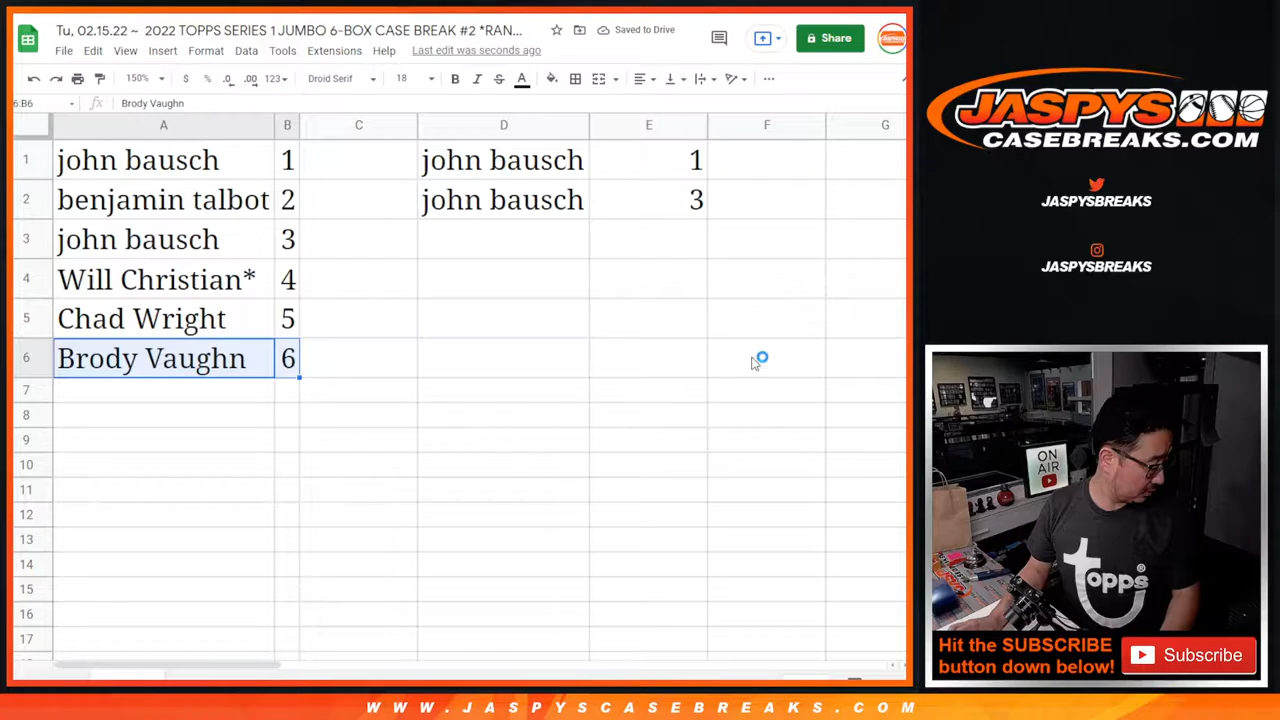 Tu, 02.15.22 ~ 2022 TOPPS SERIES 1 JUMBO 6-BOX CASE BREAK #2 *RAN...
Saved to Drive
Share
File Edit View Insert Format Data Tools Extensions Help Last edit was seconds ago
150% $ % .0 .00 123 Droid Serif 18 B I S A
6:B6 fx Brody Vaughn
A B C D E F G
1 john bausch 1 john bausch 1
2 benjamin talbot 2 john bausch 3
3 john bausch 3
4 Will Christian* 4
5 Chad Wright 5
6 Brody Vaughn 6
7
8
9
10
11
12
13
14
15
16
17
JASPYS
CASEBREAKS.COM
JASPYSBREAKS
JASPYSBREAKS
ON
AIR
topps
Hit the SUBSCRIBE
button down below!
Subscribe
WWW.JASPYSCASEBREAKS.COM